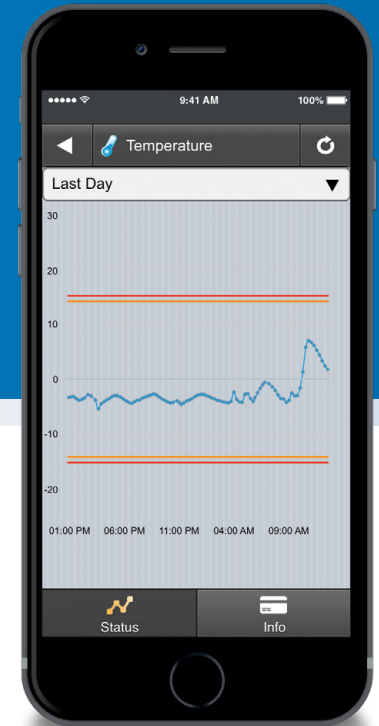 9:41 AM 100%
Temperature
Last Day
30
20
10
0
-10
-20
01:00 PM 06:00 PM 11:00 PM 04:00 AM 09:00 AM
Status Info